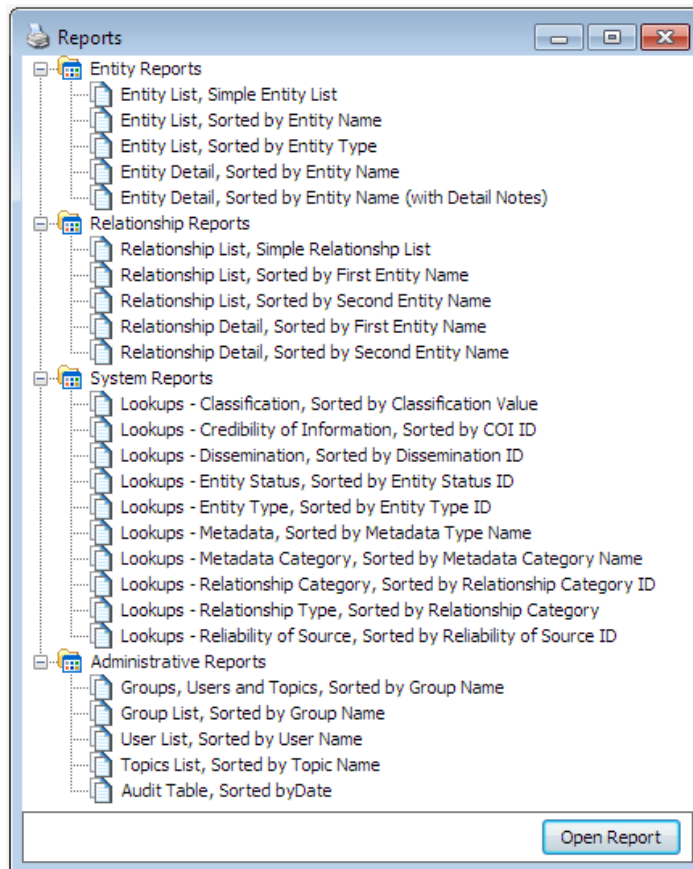 Reports
Entity Reports
Entity List, Simple Entity List
Entity List, Sorted by Entity Name
Entity List, Sorted by Entity Type
Entity Detail, Sorted by Entity Name
Entity Detail, Sorted by Entity Name (with Detail Notes)
Relationship Reports
Relationship List, Simple Relationshp List
Relationship List, Sorted by First Entity Name
Relationship List, Sorted by Second Entity Name
Relationship Detail, Sorted by First Entity Name
Relationship Detail, Sorted by Second Entity Name
System Reports
Lookups - Classification, Sorted by Classification Value
Lookups - Credibility of Information, Sorted by COI ID
Lookups - Dissemination, Sorted by Dissemination ID
Lookups - Entity Status, Sorted by Entity Status ID
Lookups - Entity Type, Sorted by Entity Type ID
Lookups - Metadata, Sorted by Metadata Type Name
Lookups - Metadata Category, Sorted by Metadata Category Name
Lookups - Relationship Category, Sorted by Relationship Category ID
Lookups - Relationship Type, Sorted by Relationship Category
Lookups - Reliability of Source, Sorted by Reliability of Source ID
Administrative Reports
Groups, Users and Topics, Sorted by Group Name
Group List, Sorted by Group Name
User List, Sorted by User Name
Topics List, Sorted by Topic Name
Audit Table, Sorted byDate
Open Report